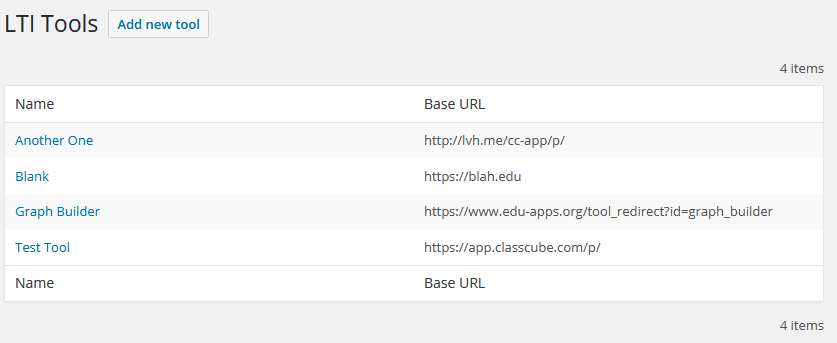 LTI Tools Add new tool
4 items
Name Base URL
Another One http://lvh.me/cc-app/p/
Blank https://blah.edu
Graph Builder https://www.edu-apps.org/tool_redirect?id=graph_builder
Test Tool https://app.classcube.com/p/
Name Base URL
4 items